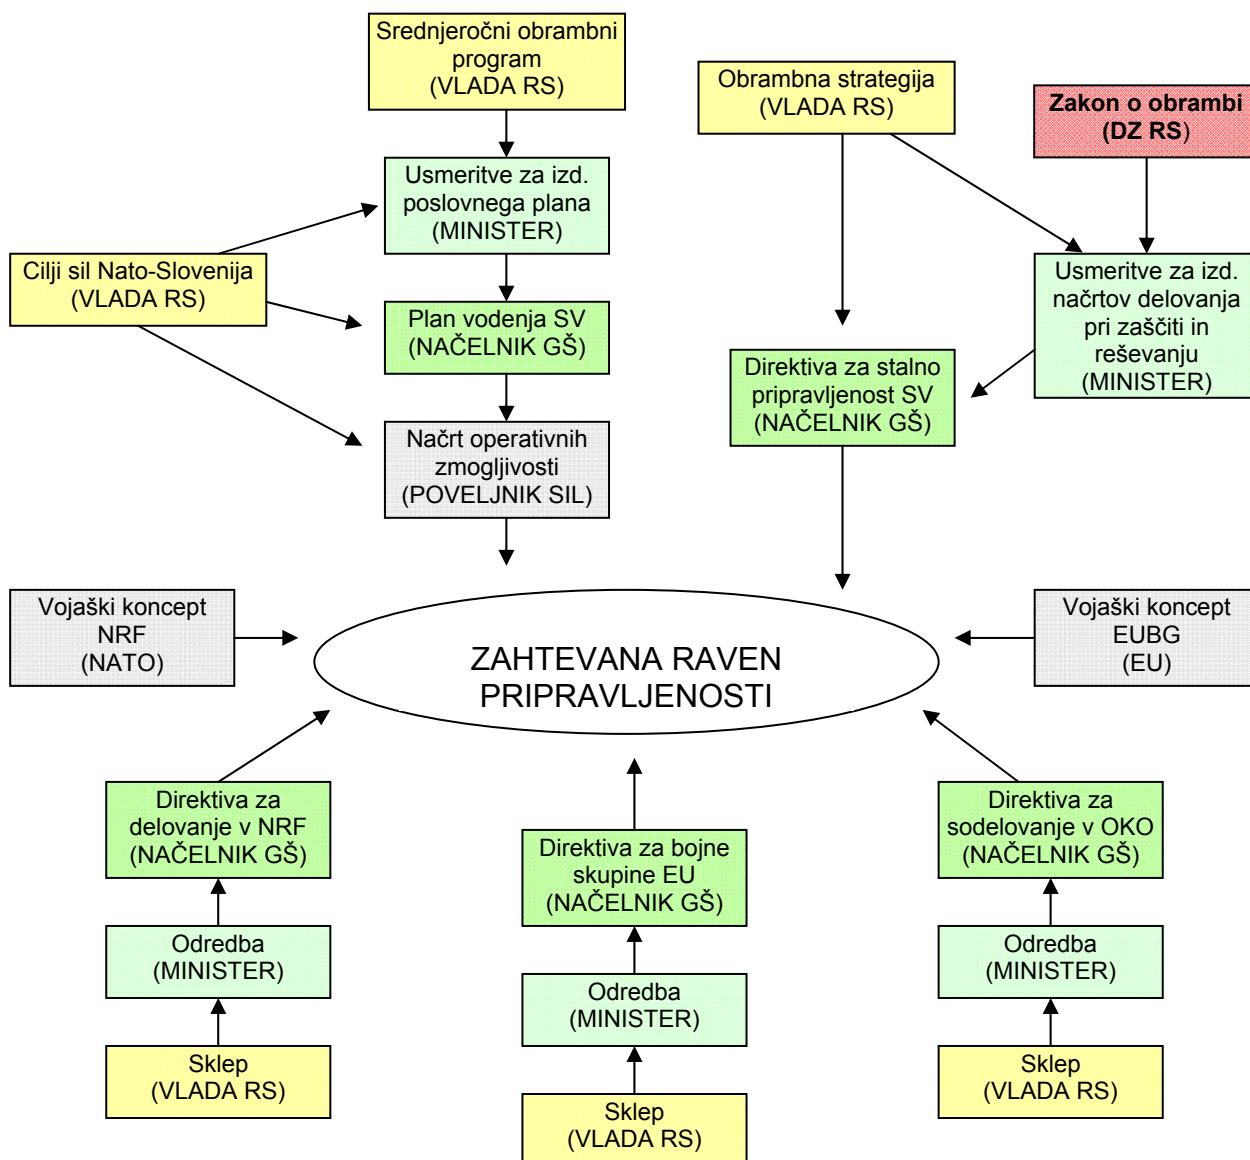 Srednjeročni obrambni
program
(VLADA RS)
Obrambna strategija
(VLADA RS)
Zakon o obrambi
(DZ RS)
Usmeritve za izd.
poslovnega plana
(MINISTER)
Cilji sil Nato-Slovenija
(VLADA RS)
Usmeritve za izd.
načrtov delovanja
pri zaščiti in
reševanju
(MINISTER)
Plan vodenja SV
(NAČELNIK GŠ)
Direktiva za stalno
pripravljenost SV
(NAČELNIK GŠ)
Načrt operativnih
zmogljivosti
(POVELJNIK SIL)
Vojaški koncept
NRF
(NATO)
ZAHTEVANA RAVEN
PRIPRAVLJENOSTI
Vojaški koncept
EUBG
(EU)
Direktiva za
delovanje v NRF
(NAČELNIK GŠ)
Direktiva za bojne
skupine EU
(NAČELNIK GŠ)
Direktiva za
sodelovanje v OKO
(NAČELNIK GŠ)
Odredba
(MINISTER)
Odredba
(MINISTER)
Odredba
(MINISTER)
Sklep
(VLADA RS)
Sklep
(VLADA RS)
Sklep
(VLADA RS)